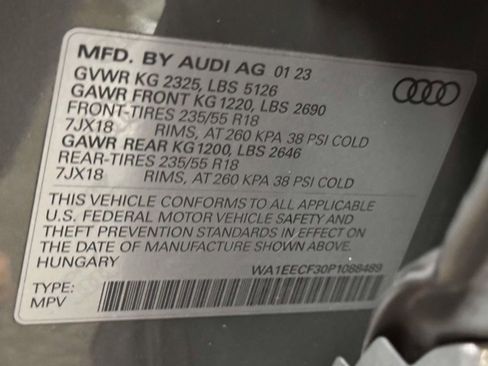 MFD. BY AUDI AG 01 23
GVWR KG 2325, LBS 5126
GAWR FRONT KG 1220, LBS 2690
FRONT-TIRES 235/55 R18
7JX18 RIMS, AT 260 KPA 38 PSI COLD
GAWR REAR KG 1200, LBS 2646
REAR-TIRES 235/55 R18
7JX18 RIMS, AT 260 KPA 38 PSI COLD
THIS VEHICLE CONFORMS TO ALL APPLICABLE
U.S. FEDERAL MOTOR VEHICLE SAFETY AND
THEFT PREVENTION STANDARDS IN EFFECT ON
THE DATE OF MANUFACTURE SHOWN ABOVE.
HUNGARY WA1EECF30P1088489
TYPE:
MPV